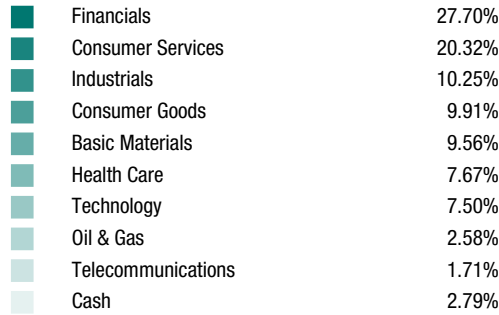 Financials 27.70%
Consumer Services 20.32%
Industrials 10.25%
Consumer Goods 9.91%
Basic Materials 9.56%
Health Care 7.67%
Technology 7.50%
Oil & Gas 2.58%
Telecommunications 1.71%
Cash 2.79%